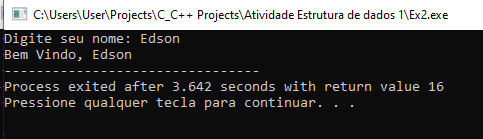 C:\Users\User\Projects\C_C++ Projects\Atividade Estrutura de dados 1\Ex2.exe
Digite seu nome: Edson
Bem Vindo, Edson
--------------------------------
Process exited after 3.642 seconds with return value 16
Pressione qualquer tecla para continuar. . .